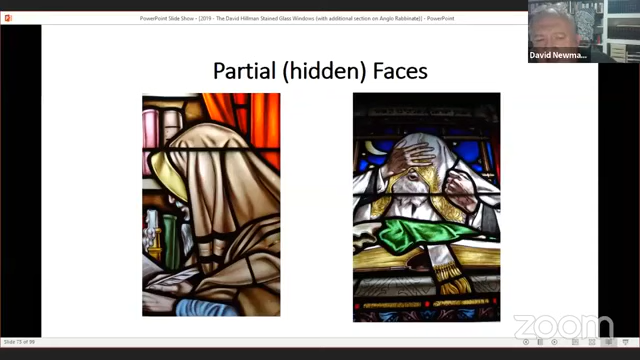 PowerPoint Slide Show - [2019 - The David Hillman Stained Glass Windows (with additional section on Anglo Rabbinate)] - PowerPoint
David Newma...
Partial (hidden) Faces
zoom
Slide 73 of 99